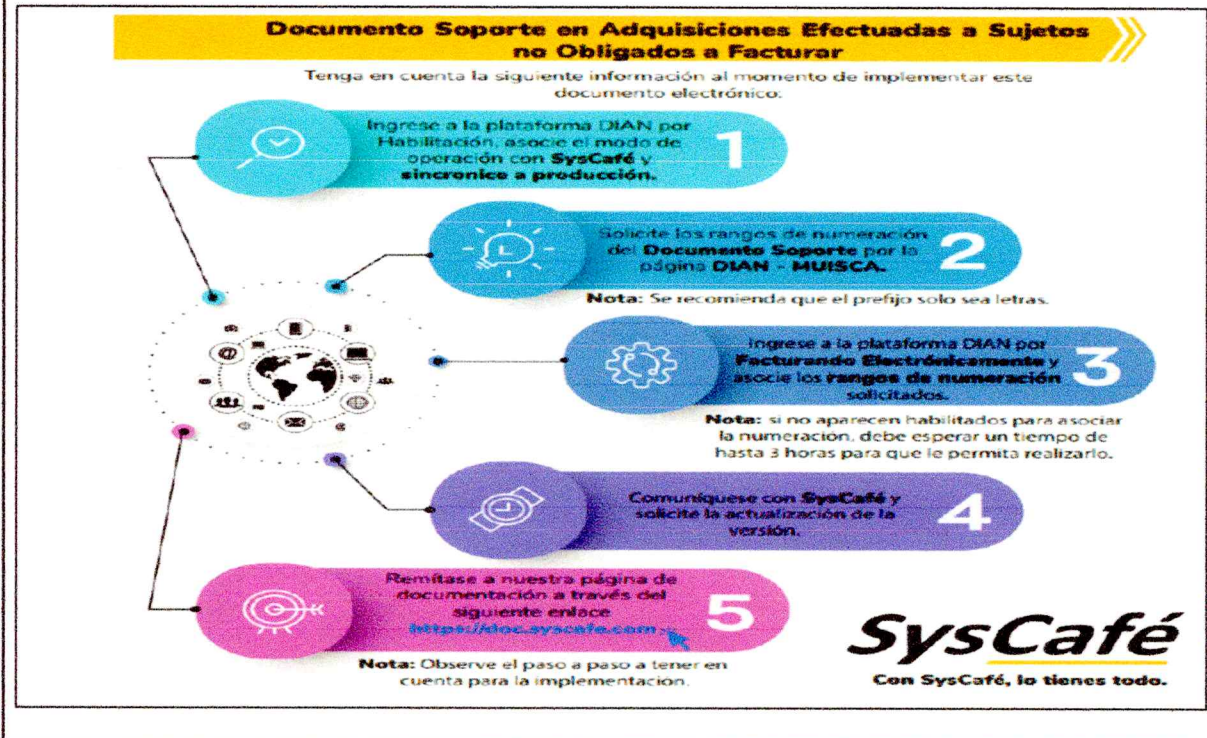 Documento Soporte en Adquisiciones Efectuadas a Sujetos
no Obligados a Facturar
Tenga en cuenta la siguiente información al momento de implementar este
documento electrónico:
Ingrese a la plataforma DIAN por
Habilitación, asocie el modo de
operación con SysCafé y
sincronice a producción.
1
Solicite los rangos de numeración
del Documento Soporte por la
página DIAN - MUISCA.
2
Nota: Se recomienda que el prefijo solo sea letras.
Ingrese a la plataforma DIAN por
Facturando Electrónicamente y
asocie los rangos de numeración
solicitados.
3
Nota: si no aparecen habilitados para asociar
la numeración, debe esperar un tiempo de
hasta 3 horas para que le permita realizarlo.
Comuníquese con SysCafé y
solicite la actualización de la
versión.
4
Remítase a nuestra página de
documentación a través del
siguiente enlace
https://doc.syscafe.com
5
Nota: Observe el paso a paso a tener en
cuenta para la implementación.
SysCafé
Con SysCafé, lo tienes todo.